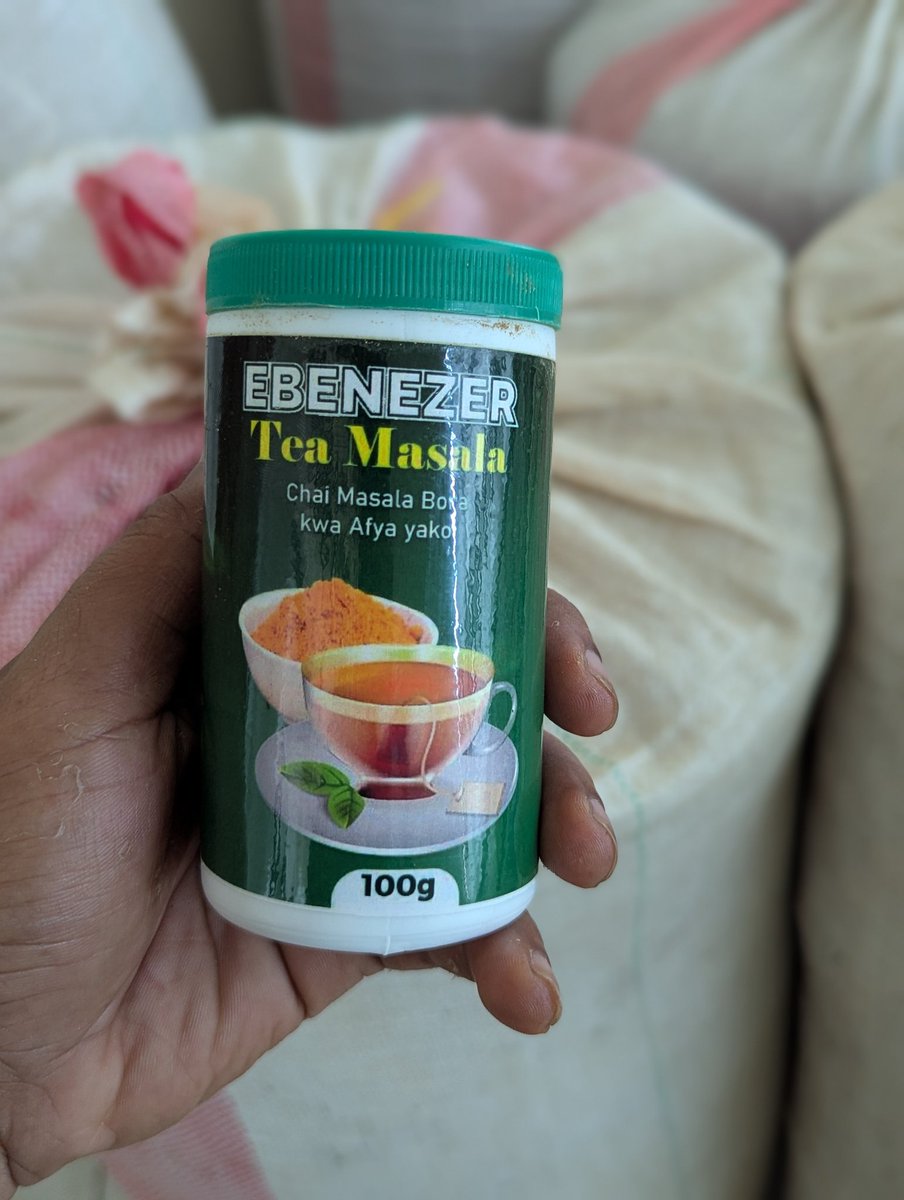 EBENEZER
Tea Masala
Chai Masala Bora
kwa Afya yako
100g